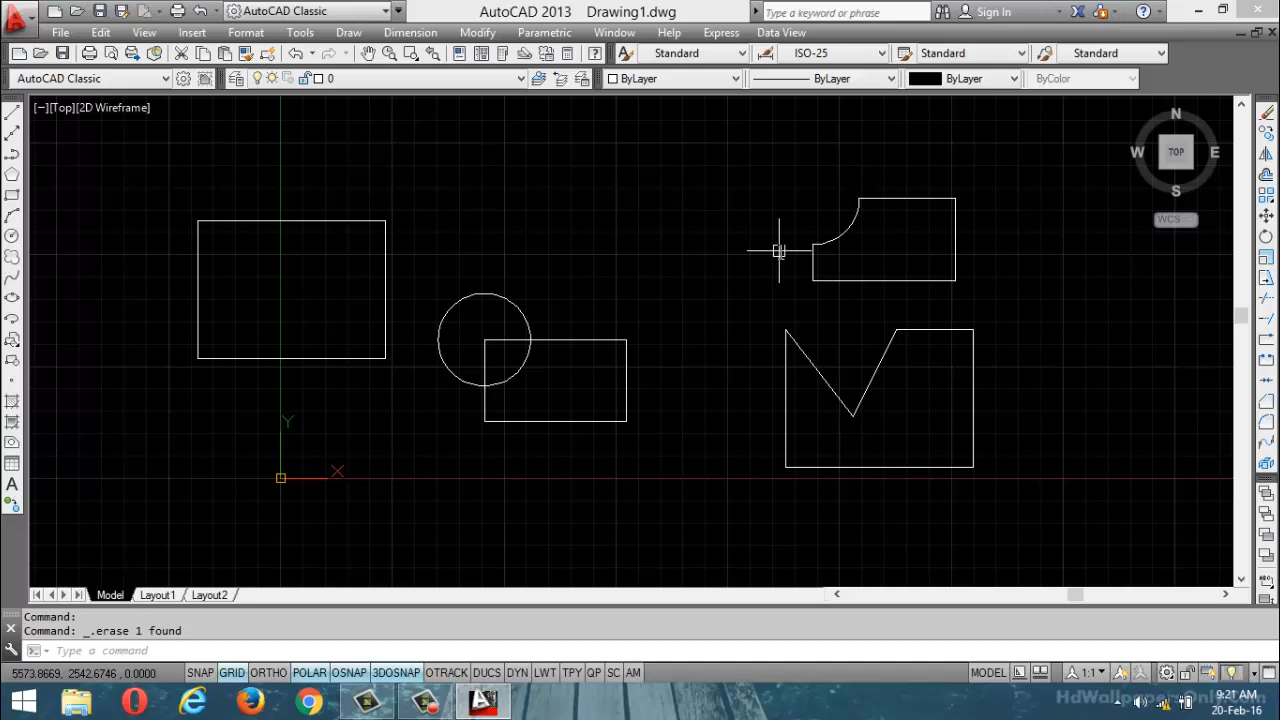 AutoCAD Classic
AutoCAD 2013 Drawing1.dwg
Type a keyword or phrase
Sign In
File Edit View Insert Format Tools Draw Dimension Modify Parametric Window Help Express Data View
Standard ISO-25 Standard Standard
AutoCAD Classic 0 ByLayer ByLayer ByLayer ByColor
[−][Top][2D Wireframe]
N
W TOP E
S
WCS
Y
X
Model Layout1 Layout2
Command:
Command: _.erase 1 found
Type a command
5573.8669, 2542.6746, 0.0000 SNAP GRID ORTHO POLAR OSNAP 3DOSNAP OTRACK DUCS DYN LWT TPY QP SC AM MODEL 1:1
HdWallpapersOnly.Com
9:21 AM
20-Feb-16